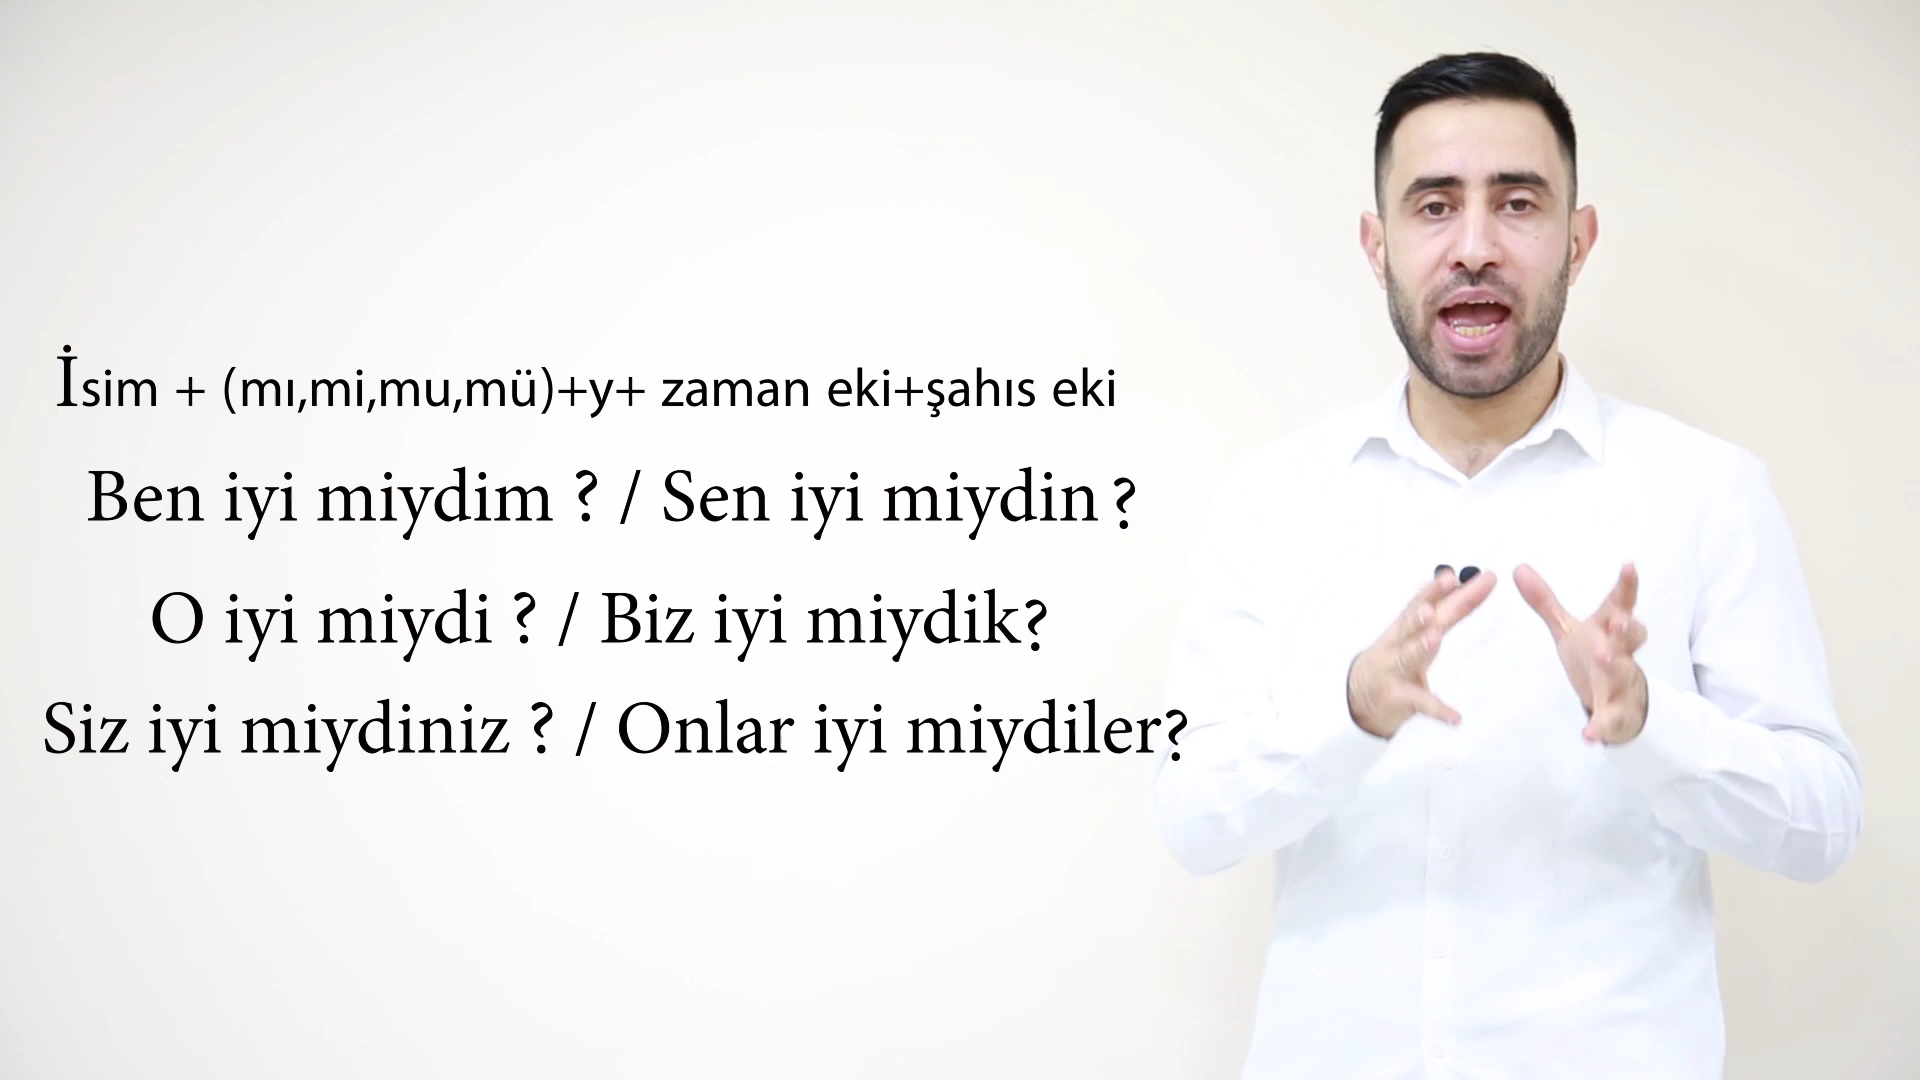 İsim + (mı,mi,mu,mü)+y+ zaman eki+şahıs eki
Ben iyi miydim ? / Sen iyi miydin ?
O iyi miydi ? / Biz iyi miydik?
Siz iyi miydiniz ? / Onlar iyi miydiler?